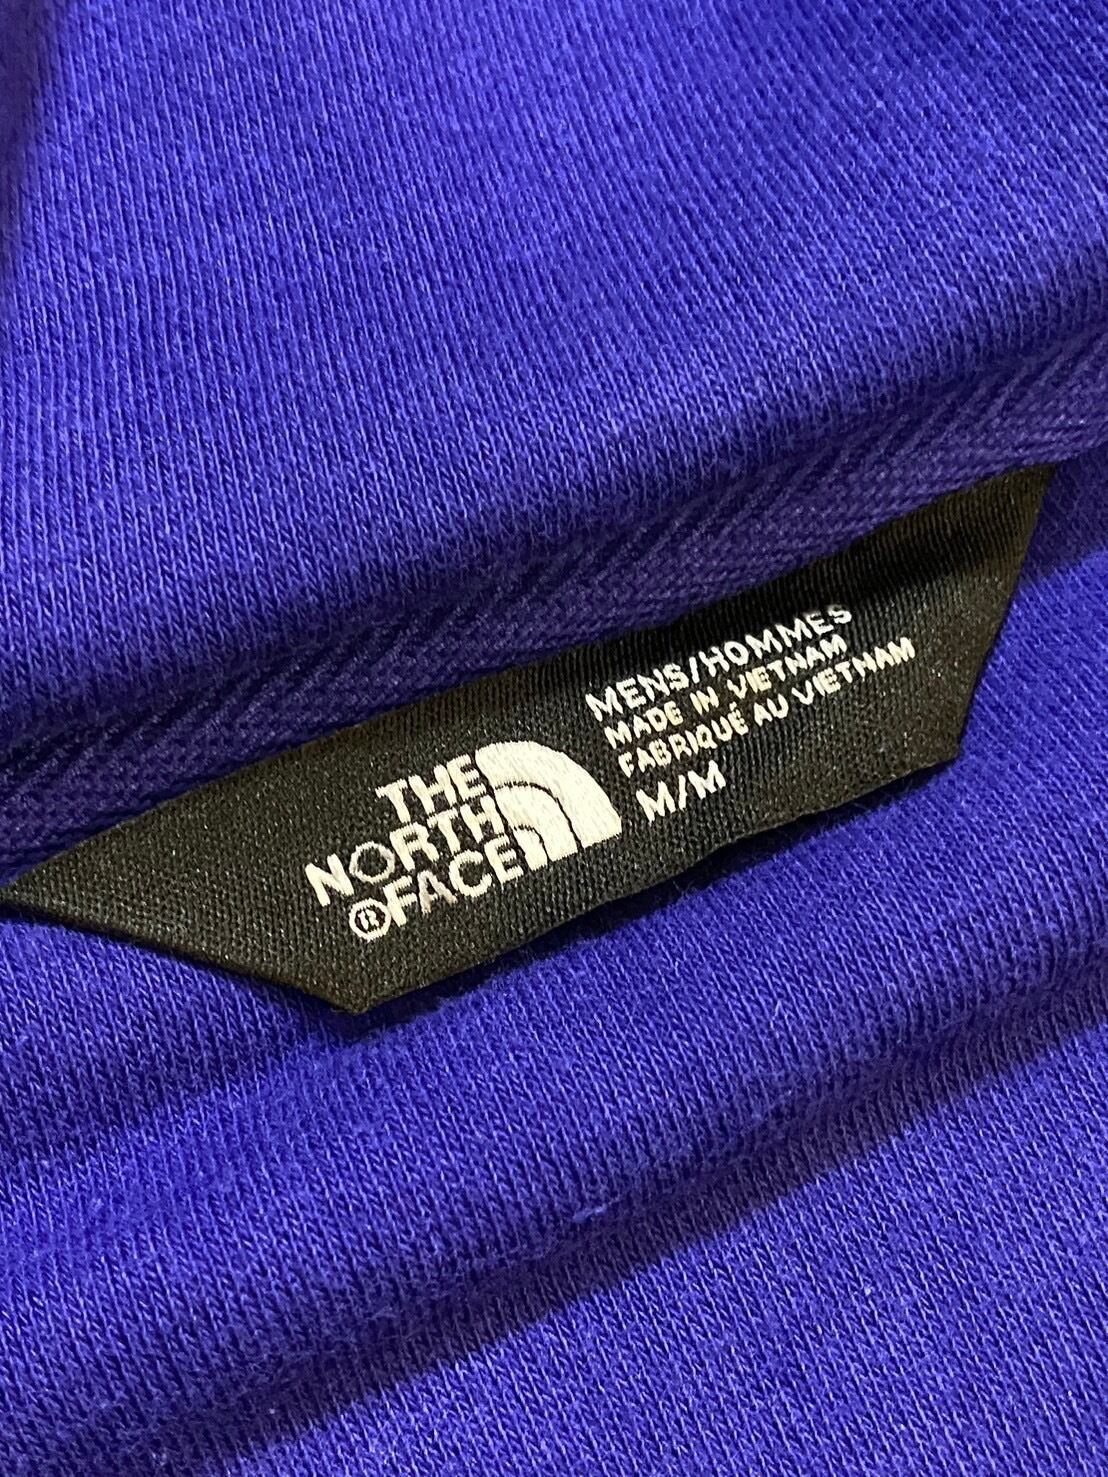 THE
NORTH
®FACE
MENS/HOMMES
MADE IN VIETNAM
FABRIQUÉ AU VIETNAM
M/M